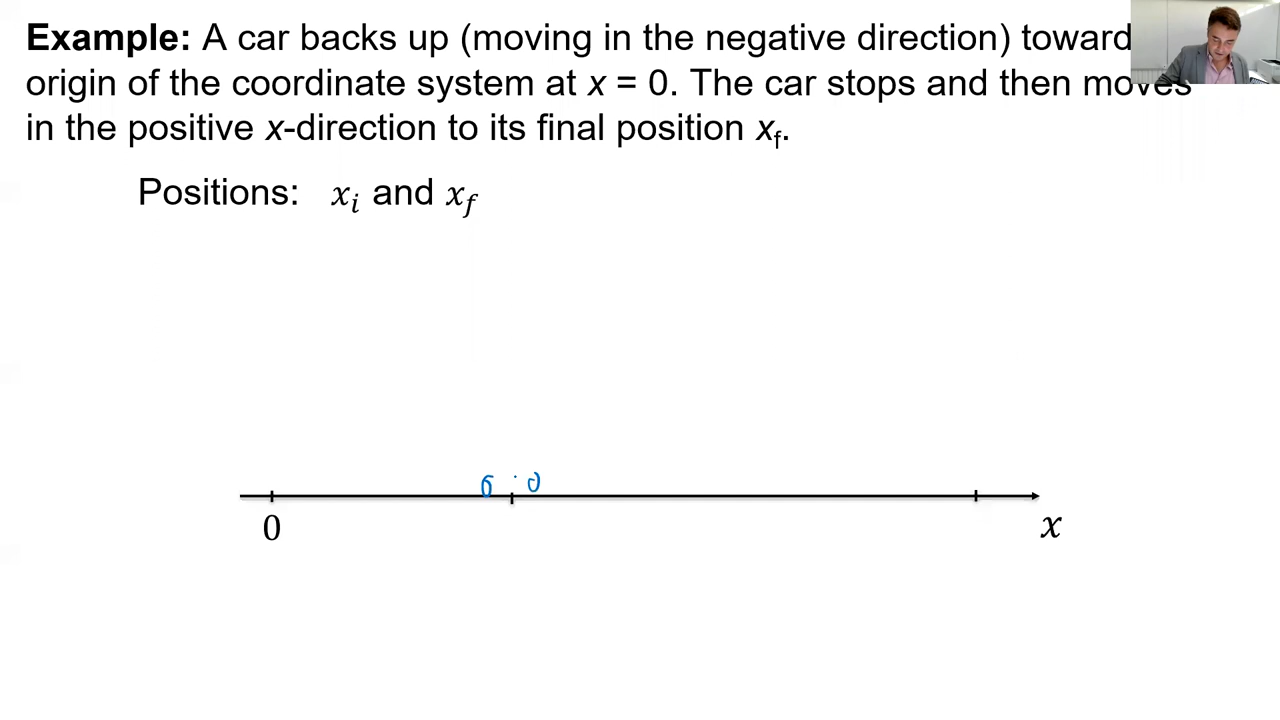 Example: A car backs up (moving in the negative direction) toward
origin of the coordinate system at x = 0. The car stops and then moves
in the positive x-direction to its final position xf.
Positions: xi and xf
0
x